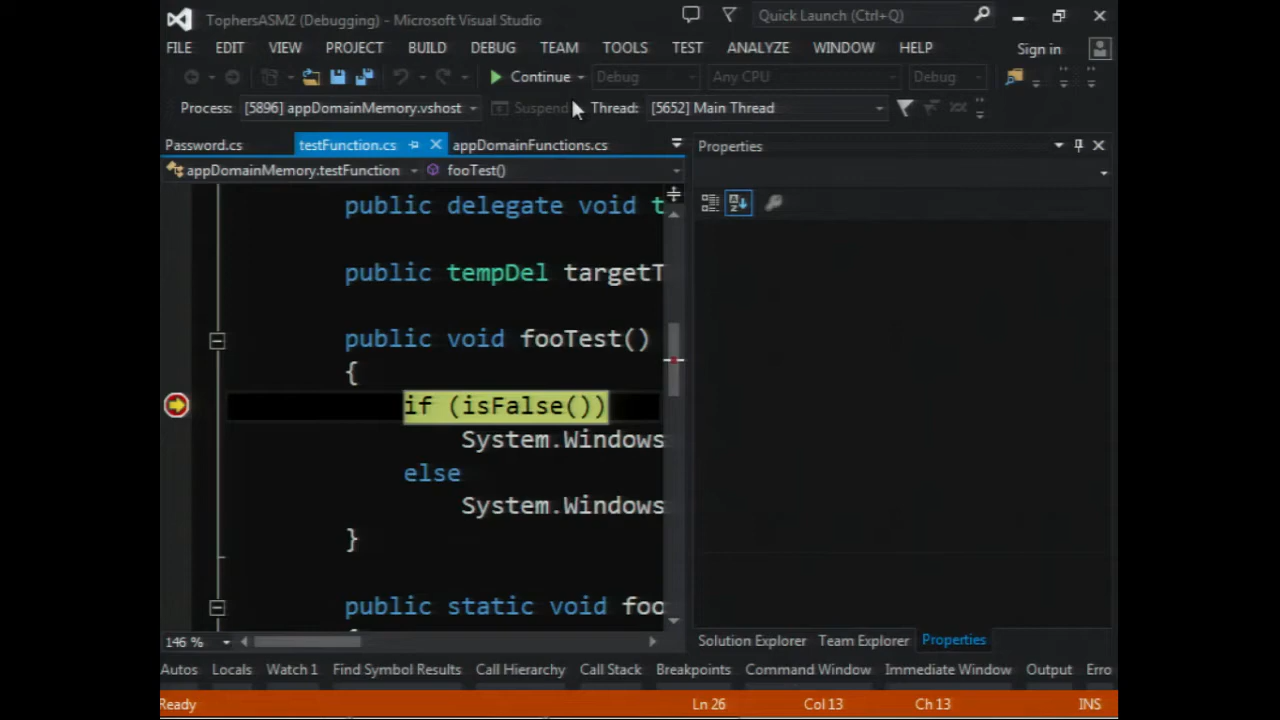 TophersASM2 (Debugging) - Microsoft Visual Studio
Quick Launch (Ctrl+Q)
FILE EDIT VIEW PROJECT BUILD DEBUG TEAM TOOLS TEST ANALYZE WINDOW HELP Sign in
Continue Debug Any CPU Debug
Process: [5896] appDomainMemory.vshost Suspend Thread: [5652] Main Thread
Password.cs testFunction.cs appDomainFunctions.cs
Properties
appDomainMemory.testFunction fooTest()
public delegate void t
public tempDel targetT
public void fooTest()
{
if (isFalse())
System.Windows
else
System.Windows
}
public static void foo
{
146 %
Solution Explorer Team Explorer Properties
Autos Locals Watch 1 Find Symbol Results Call Hierarchy Call Stack Breakpoints Command Window Immediate Window Output Erro
Ready Ln 26 Col 13 Ch 13 INS